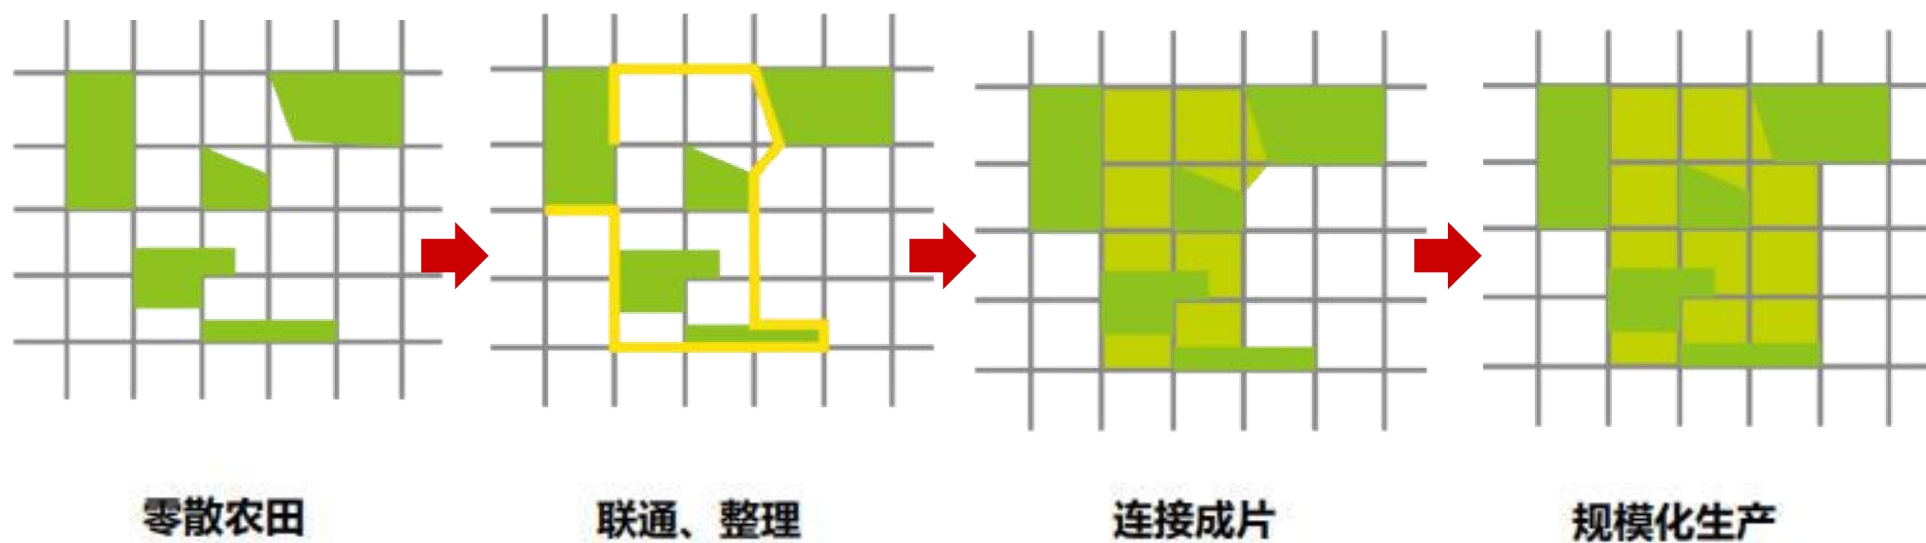 零散农田
联通、整理
连接成片
规模化生产